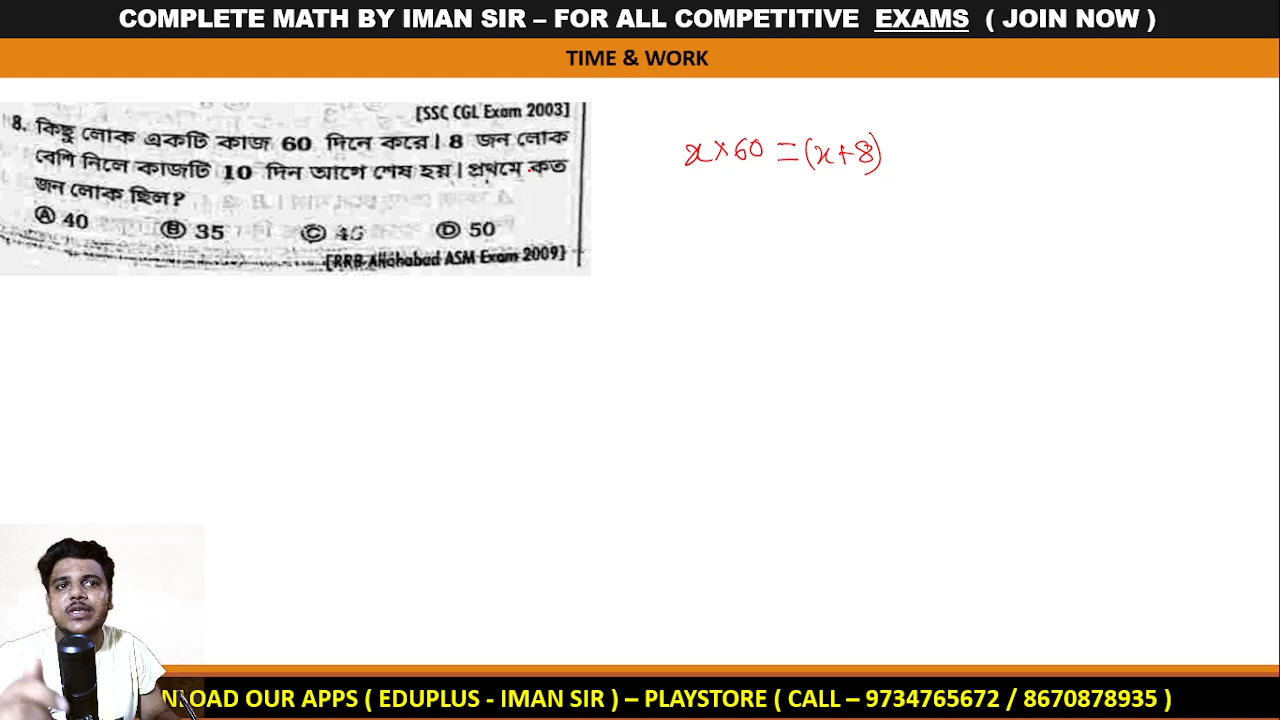 COMPLETE MATH BY IMAN SIR – FOR ALL COMPETITIVE EXAMS ( JOIN NOW )
TIME & WORK
[SSC CGL Exam 2003]
8. কিছু লোক একটি কাজ 60 দিনে করে। 8 জন লোক
বেশি নিলে কাজটি 10 দিন আগে শেষ হয়। প্রথমে কত
জন লোক ছিল?
Ⓐ 40 Ⓑ 35 Ⓒ 45 Ⓓ 50
[RRB Allahabad ASM Exam 2009]
x×60 = (x+8)
NLOAD OUR APPS ( EDUPLUS - IMAN SIR ) – PLAYSTORE ( CALL – 9734765672 / 8670878935 )